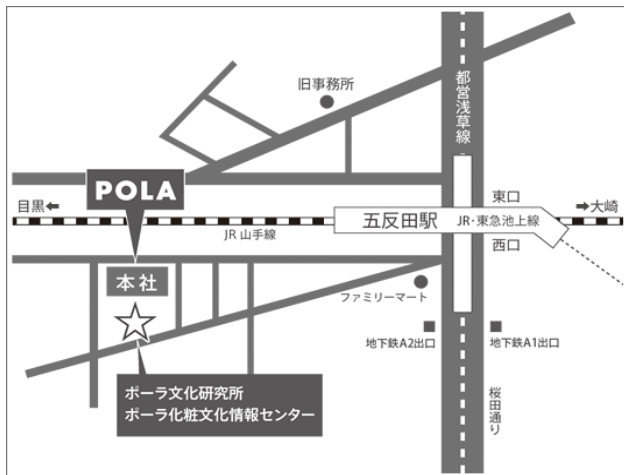 旧事務所
都営浅草線
POLA
目黒←
東口
→大崎
五反田駅
JR・東急池上線
JR 山手線
西口
本社
ファミリーマート
地下鉄A2出口
地下鉄A1出口
ポーラ文化研究所
ポーラ化粧文化情報センター
桜田通り